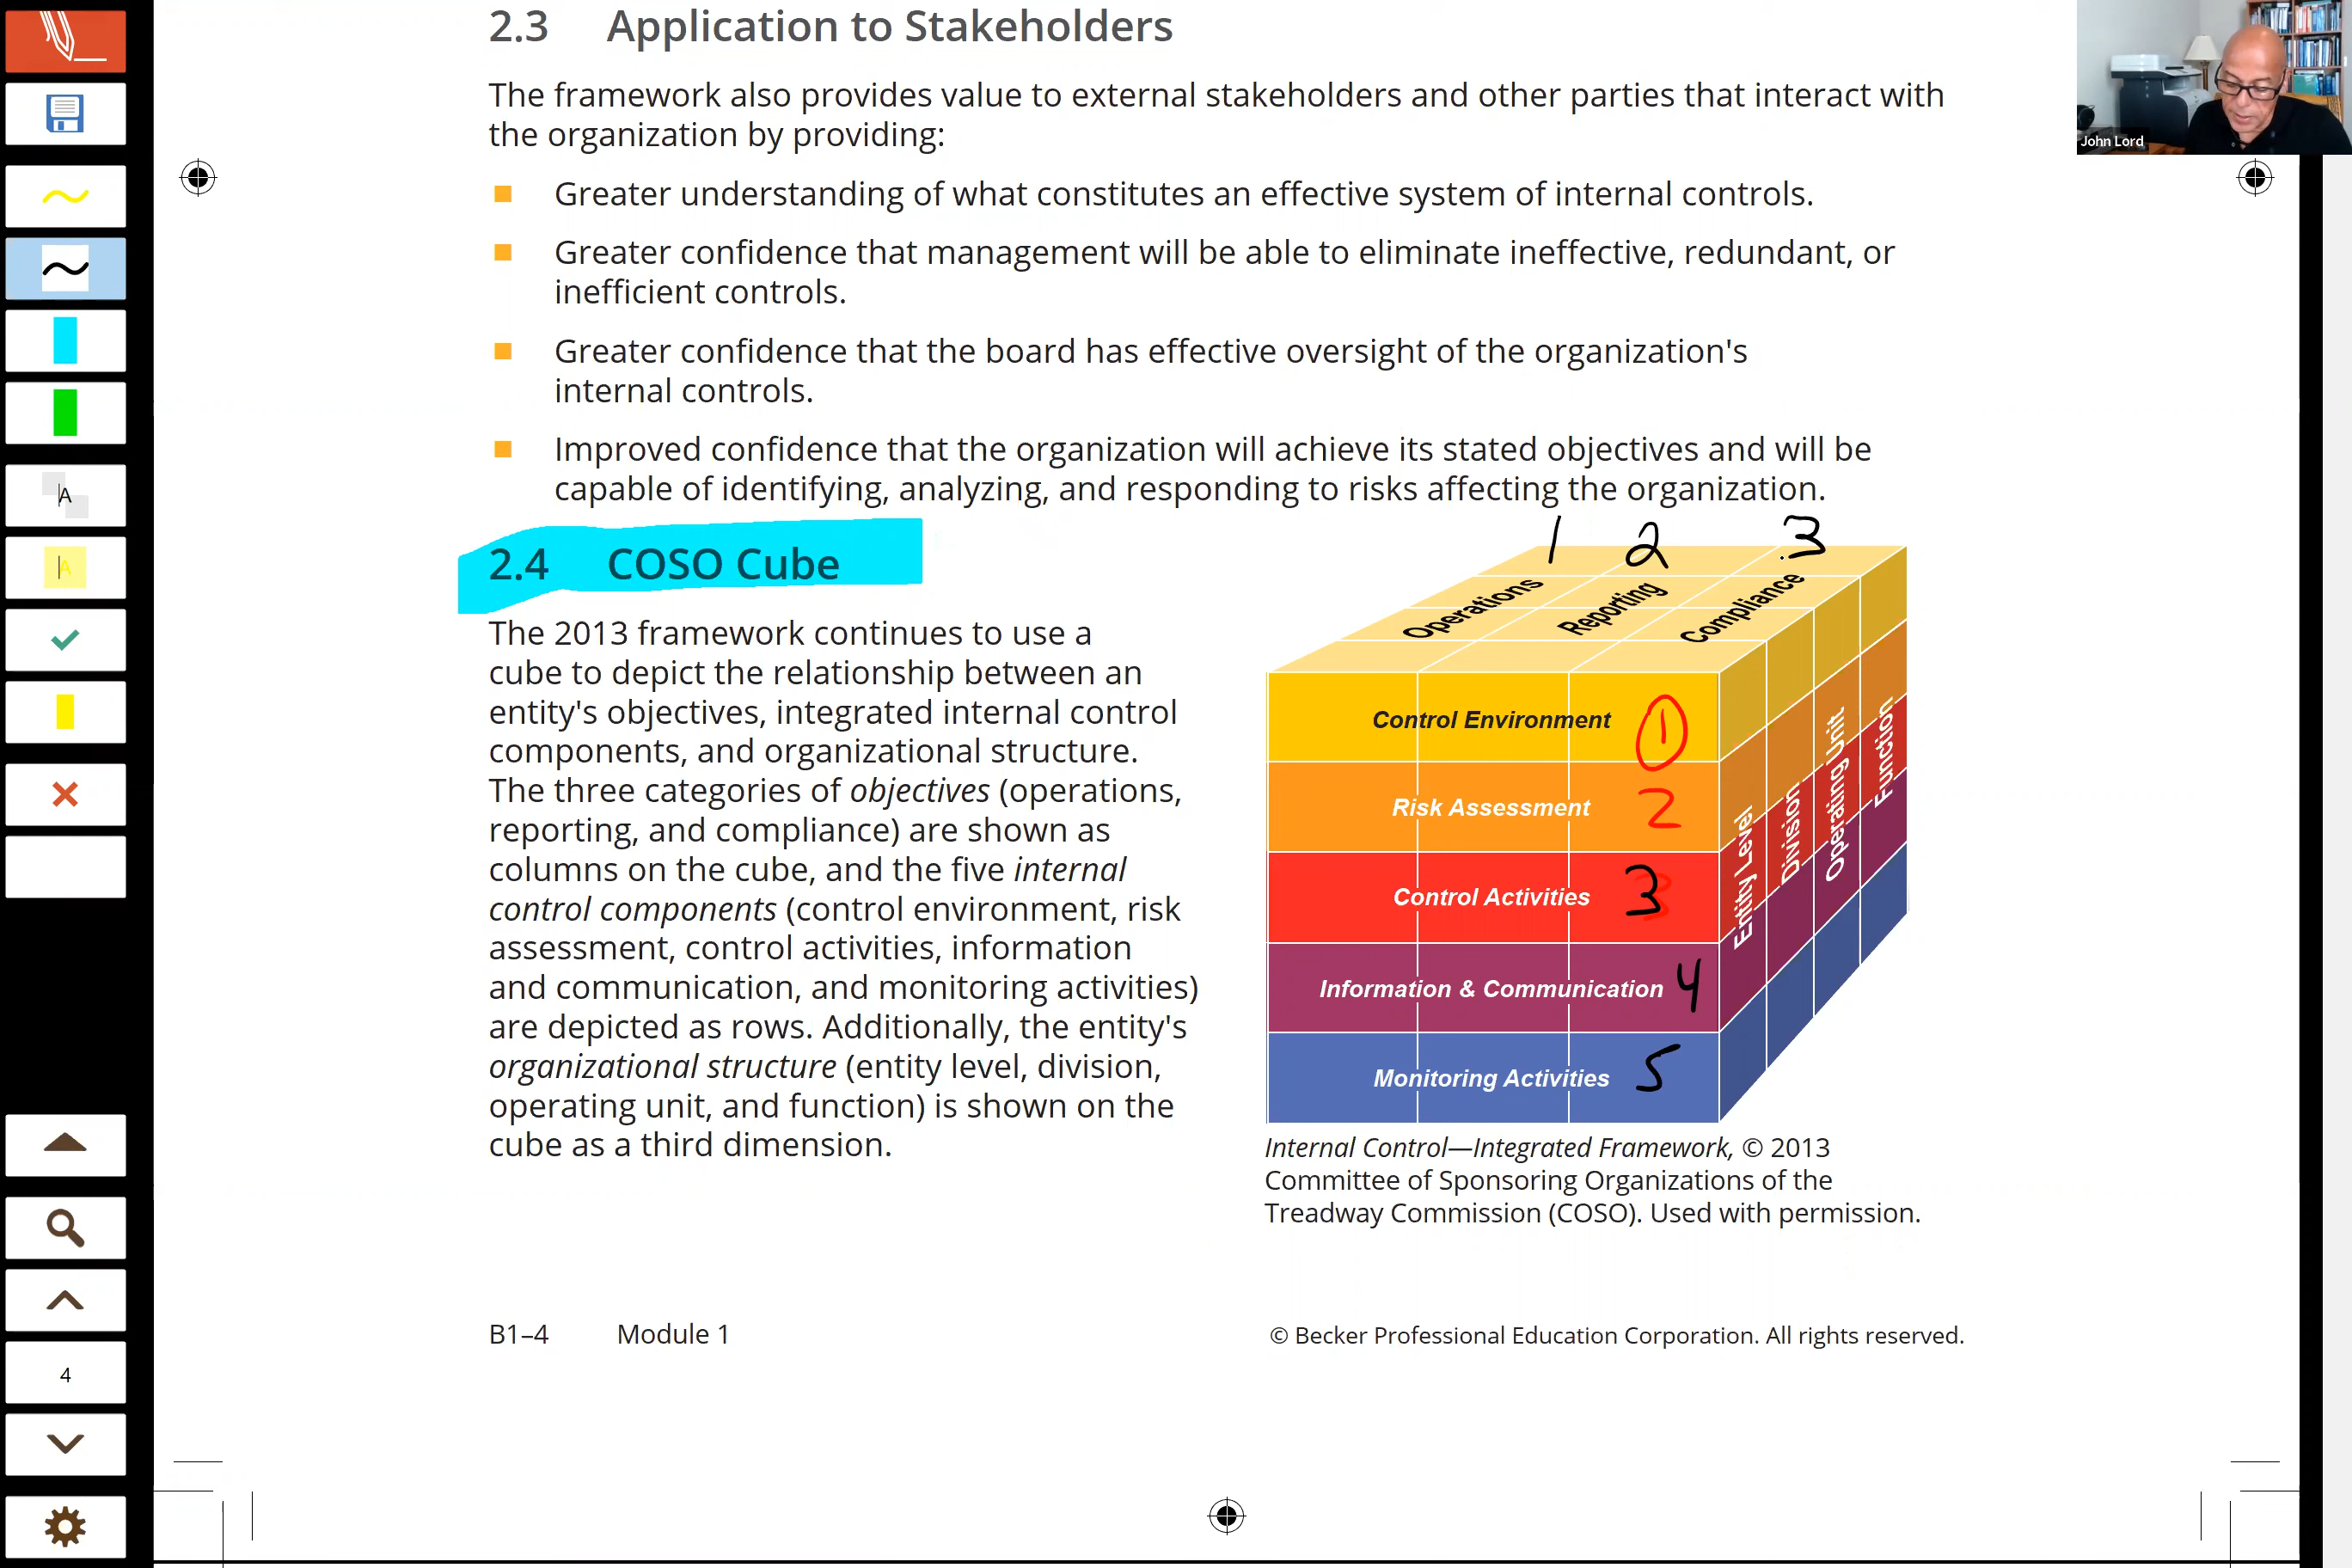 2.3 Application to Stakeholders
The framework also provides value to external stakeholders and other parties that interact with
the organization by providing:
Greater understanding of what constitutes an effective system of internal controls.
Greater confidence that management will be able to eliminate ineffective, redundant, or
inefficient controls.
Greater confidence that the board has effective oversight of the organization's
internal controls.
Improved confidence that the organization will achieve its stated objectives and will be
capable of identifying, analyzing, and responding to risks affecting the organization.
2.4 COSO Cube
The 2013 framework continues to use a
cube to depict the relationship between an
entity's objectives, integrated internal control
components, and organizational structure.
The three categories of objectives (operations,
reporting, and compliance) are shown as
columns on the cube, and the five internal
control components (control environment, risk
assessment, control activities, information
and communication, and monitoring activities)
are depicted as rows. Additionally, the entity's
organizational structure (entity level, division,
operating unit, and function) is shown on the
cube as a third dimension.
1 2 3
Operations Reporting Compliance
Control Environment 1
Risk Assessment 2
Control Activities 3
Information & Communication 4
Monitoring Activities 5
Entity Level
Division
Operating Unit
Function
Internal Control—Integrated Framework, © 2013
Committee of Sponsoring Organizations of the
Treadway Commission (COSO). Used with permission.
B1–4 Module 1
© Becker Professional Education Corporation. All rights reserved.
John Lord
A
A
4